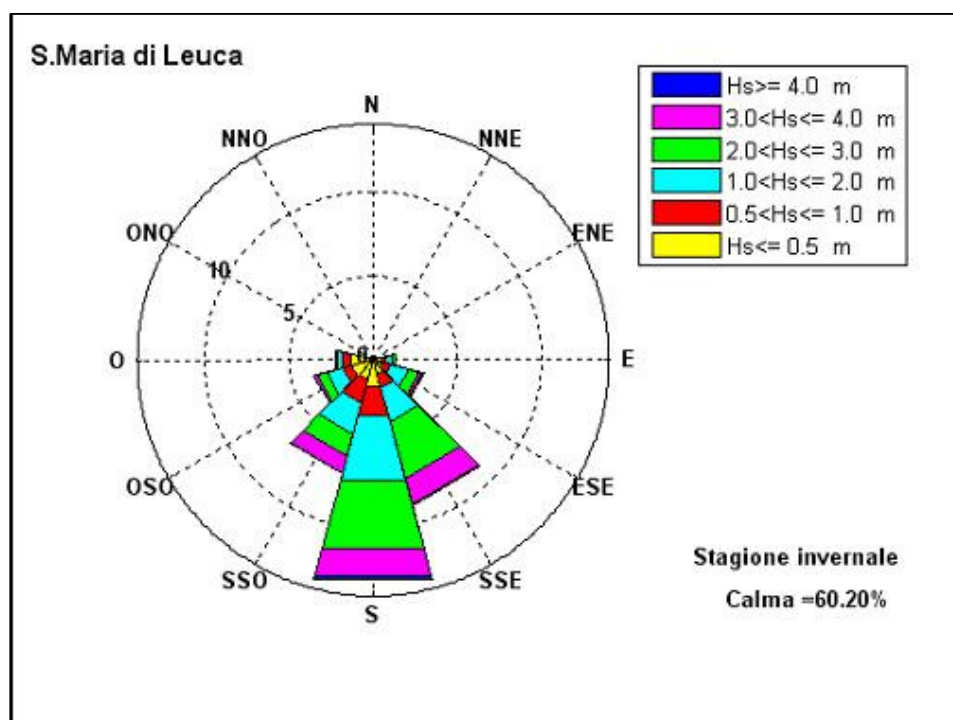 S.Maria di Leuca
Hs>= 4.0 m
3.0<Hs<= 4.0 m
2.0<Hs<= 3.0 m
1.0<Hs<= 2.0 m
0.5<Hs<= 1.0 m
Hs<= 0.5 m
N
NNO
NNE
ONO
ENE
10
5
0
O
E
OSO
ESE
SSO
SSE
S
Stagione invernale
Calma =60.20%